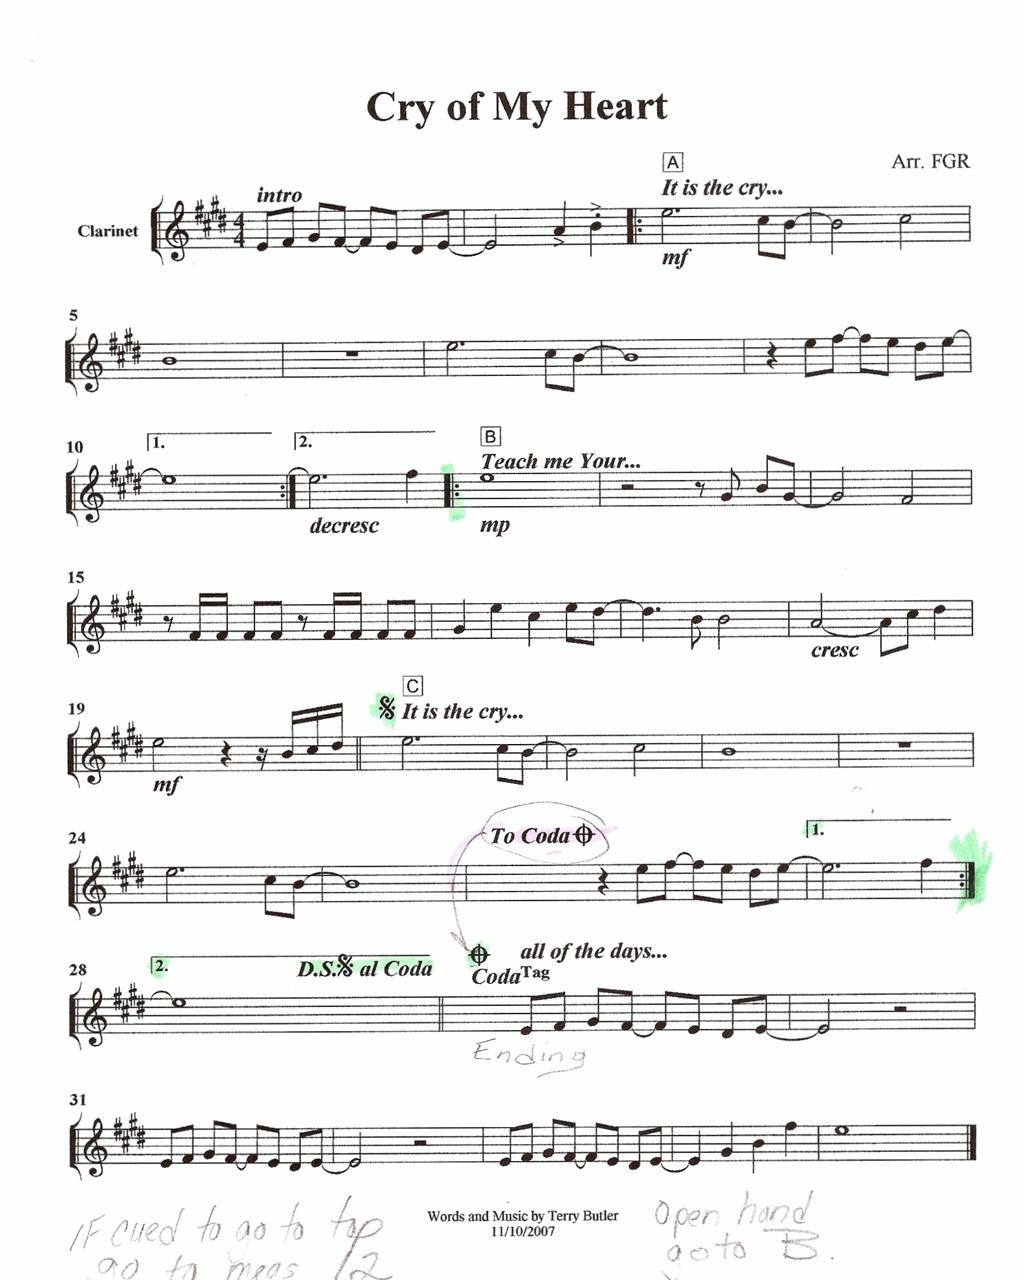 Cry of My Heart
A
Arr. FGR
It is the cry...
intro
Clarinet
mf
5
10
1.
2.
B
Teach me Your...
decresc
mp
15
cresc
19
C
It is the cry...
mf
24
To Coda
1.
28
2.
D.S. al Coda
all of the days...
Coda Tag
Ending
31
Words and Music by Terry Butler
11/10/2007
IF cued to go to top
go to meas 12
Open hand
go to B.